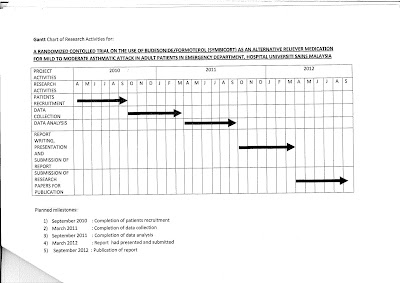 Gantt Chart of Research Activities for:
A RANDOMIZED CONTOLLED TRIAL ON THE USE OF BUDESONIDE/FORMOTEROL (SYMBICORT) AS AN ALTERNATIVE RELIEVER MEDICATION
FOR MILD TO MODERATE ASTHMATIC ATTACK IN ADULT PATIENTS IN EMERGENCY DEPARTMENT, HOSPITAL UNIVERSITI SAINS MALAYSIA
PROJECT ACTIVITIES 2010 2011 2012
RESEARCH ACTIVITIES A M J J A S O N D J F M A M J J A S O N D J F M A M J J A S
PATIENTS
RECRUITMENT
DATA
COLLECTION
DATA ANALYSIS
REPORT
WRITING,
PRESENTATION
AND
SUBMISSION OF
REPORT
SUBMISSION OF
RESEARCH
PAPERS FOR
PUBLICATION
Planned milestones:
1) September 2010 : Completion of patients recruitment
2) March 2011 : Completion of data collection
3) September 2011 : Completion of data analysis
4) March 2012 : Report had presented and submitted
5) September 2012 : Publication of report